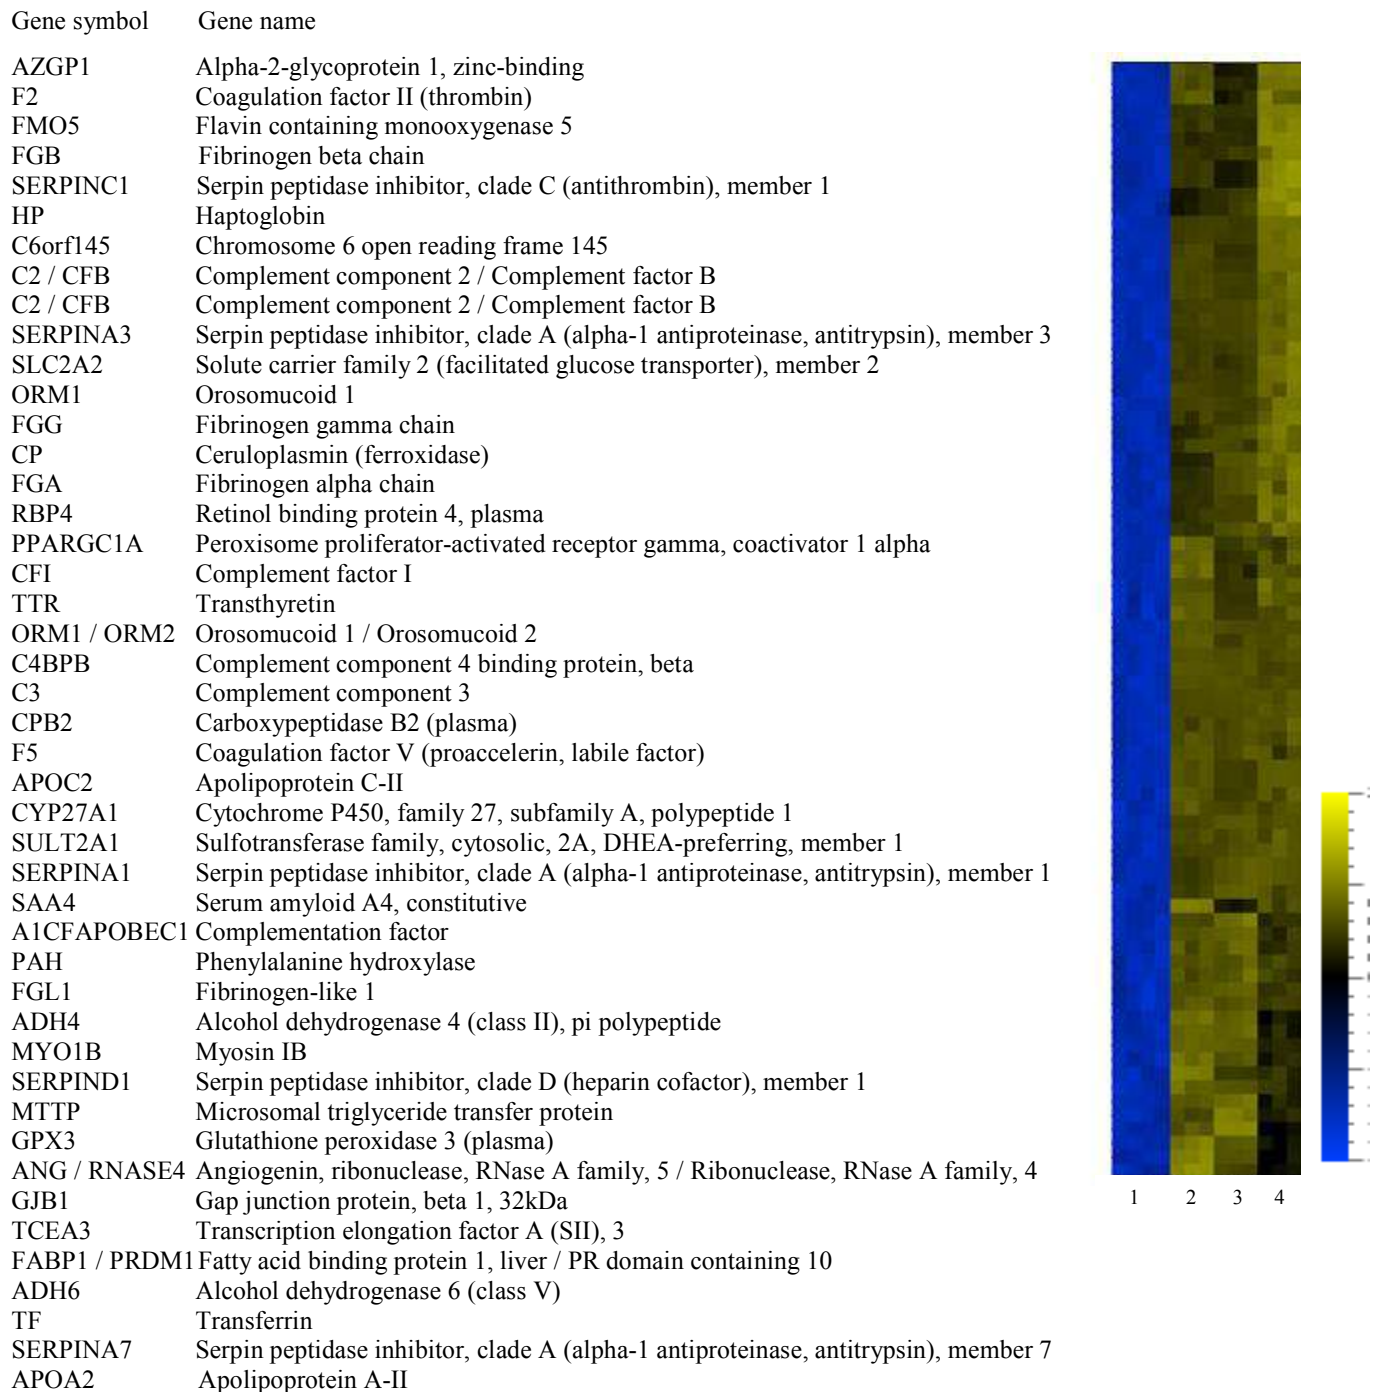 Gene symbol Gene name
AZGP1 Alpha-2-glycoprotein 1, zinc-binding
F2 Coagulation factor II (thrombin)
FMO5 Flavin containing monooxygenase 5
FGB Fibrinogen beta chain
SERPINC1 Serpin peptidase inhibitor, clade C (antithrombin), member 1
HP Haptoglobin
C6orf145 Chromosome 6 open reading frame 145
C2 / CFB Complement component 2 / Complement factor B
C2 / CFB Complement component 2 / Complement factor B
SERPINA3 Serpin peptidase inhibitor, clade A (alpha-1 antiproteinase, antitrypsin), member 3
SLC2A2 Solute carrier family 2 (facilitated glucose transporter), member 2
ORM1 Orosomucoid 1
FGG Fibrinogen gamma chain
CP Ceruloplasmin (ferroxidase)
FGA Fibrinogen alpha chain
RBP4 Retinol binding protein 4, plasma
PPARGC1A Peroxisome proliferator-activated receptor gamma, coactivator 1 alpha
CFI Complement factor I
TTR Transthyretin
ORM1 / ORM2 Orosomucoid 1 / Orosomucoid 2
C4BPB Complement component 4 binding protein, beta
C3 Complement component 3
CPB2 Carboxypeptidase B2 (plasma)
F5 Coagulation factor V (proaccelerin, labile factor)
APOC2 Apolipoprotein C-II
CYP27A1 Cytochrome P450, family 27, subfamily A, polypeptide 1
SULT2A1 Sulfotransferase family, cytosolic, 2A, DHEA-preferring, member 1
SERPINA1 Serpin peptidase inhibitor, clade A (alpha-1 antiproteinase, antitrypsin), member 1
SAA4 Serum amyloid A4, constitutive
A1CFAPOBEC1 Complementation factor
PAH Phenylalanine hydroxylase
FGL1 Fibrinogen-like 1
ADH4 Alcohol dehydrogenase 4 (class II), pi polypeptide
MYO1B Myosin IB
SERPIND1 Serpin peptidase inhibitor, clade D (heparin cofactor), member 1
MTTP Microsomal triglyceride transfer protein
GPX3 Glutathione peroxidase 3 (plasma)
ANG / RNASE4 Angiogenin, ribonuclease, RNase A family, 5 / Ribonuclease, RNase A family, 4
GJB1 Gap junction protein, beta 1, 32kDa
TCEA3 Transcription elongation factor A (SII), 3
FABP1 / PRDM1 Fatty acid binding protein 1, liver / PR domain containing 10
ADH6 Alcohol dehydrogenase 6 (class V)
TF Transferrin
SERPINA7 Serpin peptidase inhibitor, clade A (alpha-1 antiproteinase, antitrypsin), member 7
APOA2 Apolipoprotein A-II
1 2 3 4